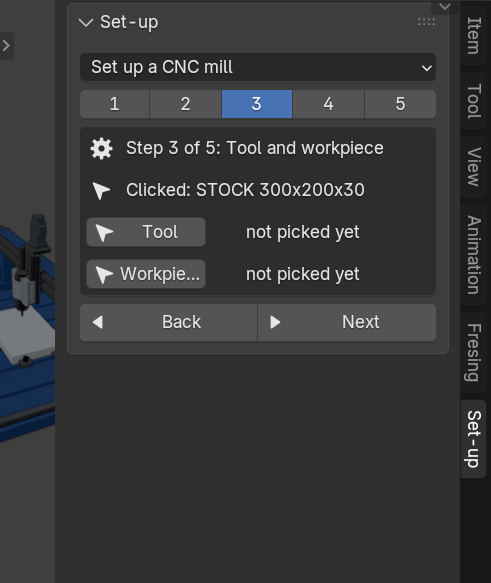 Set-up
Set up a CNC mill
1 2 3 4 5
Step 3 of 5: Tool and workpiece
Clicked: STOCK 300x200x30
Tool not picked yet
Workpie... not picked yet
Back Next
Item
Tool
View
Animation
Fresing
Set-up